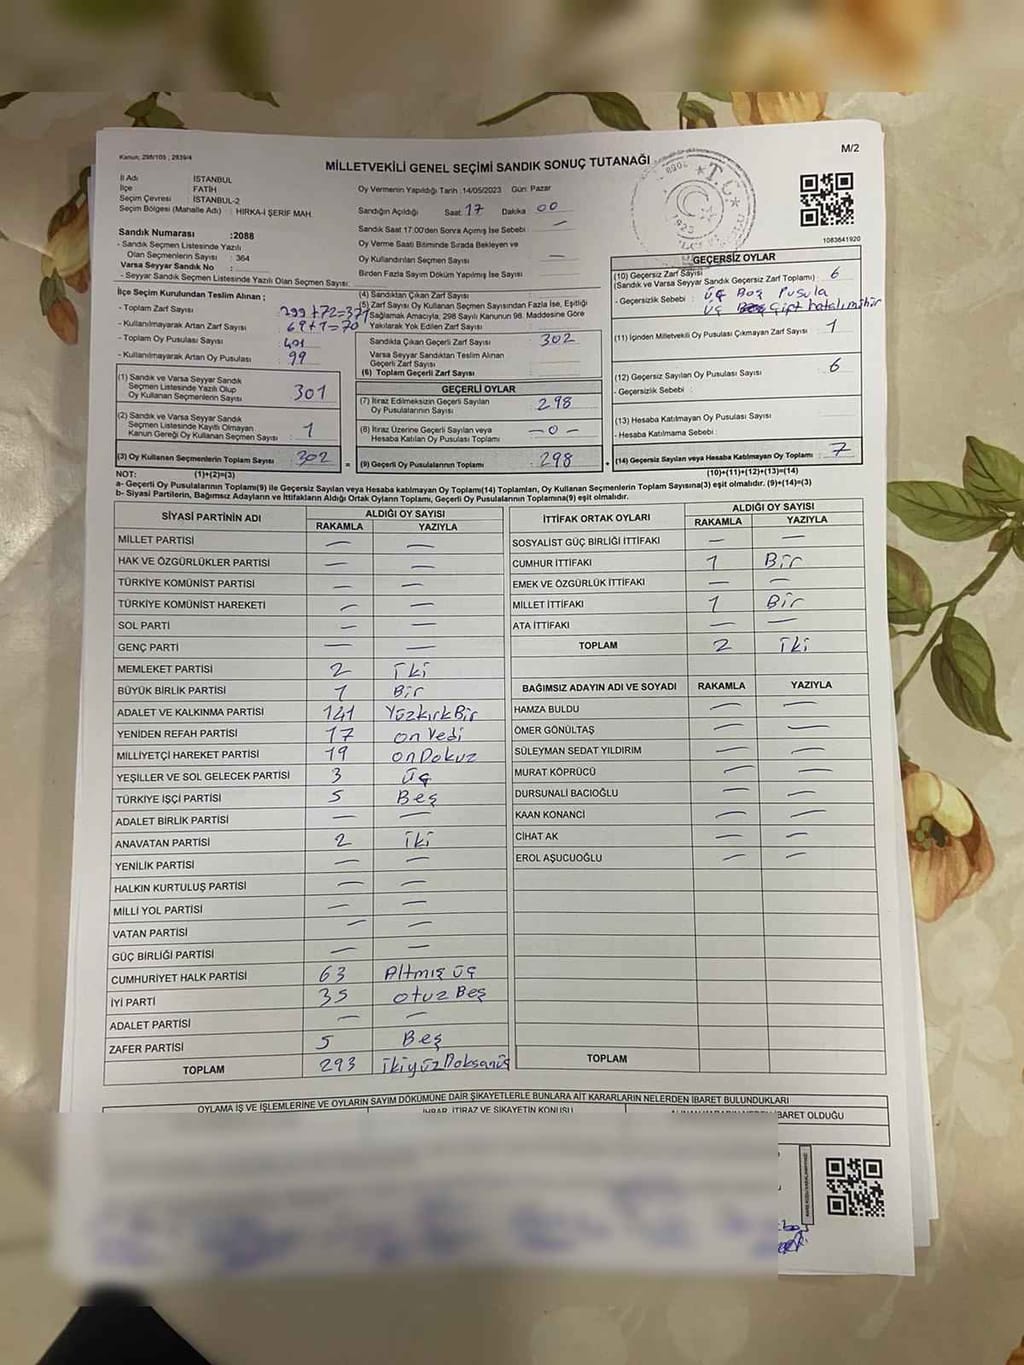 Kanun: 298/105 ; 2839/4
M/2
MİLLETVEKİLİ GENEL SEÇİMİ SANDIK SONUÇ TUTANAĞI
İl Adı : İSTANBUL
İlçe : FATİH
Seçim Çevresi : İSTANBUL-2
Seçim Bölgesi (Mahalle Adı) : HIRKA-İ ŞERİF MAH.
Sandık Numarası :2088
- Sandık Seçmen Listesinde Yazılı
Olan Seçmenlerin Sayısı : 364
Varsa Seyyar Sandık No :
- Seyyar Sandık Seçmen Listesinde Yazılı Olan Seçmen Sayısı:
Oy Vermenin Yapıldığı Tarih :14/05/2023 Gün: Pazar
Sandığın Açıldığı Saat: 17 Dakika 00
Sandık Saat 17:00'den Sonra Açımış İse Sebebi : —
Oy Verme Saati Bitiminde Sırada Bekleyen ve
Oy Kullandırılan Seçmen Sayısı —
Birden Fazla Sayım Döküm Yapılmış İse Sayısı
1083641920
İlçe Seçim Kurulundan Teslim Alınan ;
- Toplam Zarf Sayısı : 299+72=371
- Kullanılmayarak Artan Zarf Sayısı : 69+1=70
- Toplam Oy Pusulası Sayısı : 401
- Kullanılmayarak Artan Oy Pusulası : 99
(1) Sandık ve Varsa Seyyar Sandık
Seçmen Listesinde Yazılı Olup
Oy Kullanan Seçmenlerin Sayısı 301
(2) Sandık ve Varsa Seyyar Sandık
Seçmen Listesinde Kayıtlı Olmayan
Kanun Gereği Oy Kullanan Seçmen Sayısı : 1
(3) Oy Kullanan Seçmenlerin Toplam Sayısı : 302
(4) Sandıktan Çıkan Zarf Sayısı
(5) Zarf Sayısı Oy Kullanan Seçmen Sayısından Fazla İse, Eşitliği
Sağlamak Amacıyla, 298 Sayılı Kanunun 98. Maddesine Göre
Yakılarak Yok Edilen Zarf Sayısı
Sandıkta Çıkan Geçerli Zarf Sayısı : 302
Varsa Seyyar Sandıktan Teslim Alınan
Geçerli Zarf Sayısı
(6) Toplam Geçerli Zarf Sayısı
GEÇERLİ OYLAR
(7) İtiraz Edilmeksizin Geçerli Sayılan
Oy Pusulalarının Sayısı : 298
(8) İtiraz Üzerine Geçerli Sayılan veya
Hesaba Katılan Oy Pusulası Toplamı —0—
= (9) Geçerli Oy Pusulalarının Toplamı : 298
GEÇERSİZ OYLAR
(10) Geçersiz Zarf Sayısı
(Sandık ve Varsa Seyyar Sandık Geçersiz Zarf Toplamı) 6
- Geçersizlik Sebebi : üç Boş Pusula
üç
(11) İçinden Milletvekili Oy Pusulası Çıkmayan Zarf Sayısı 1
(12) Geçersiz Sayılan Oy Pusulası Sayısı 6
- Geçersizlik Sebebi :
(13) Hesaba Katılmayan Oy Pusulası Sayısı
- Hesaba Katılmama Sebebi :
+ (14) Geçersiz Sayılan veya Hesaba Katılmayan Oy Toplamı : 7
NOT: (1)+(2)=(3) (10)+(11)+(12)+(13)=(14)
a- Geçerli Oy Pusulalarının Toplamı(9) ile Geçersiz Sayılan veya Hesaba katılmayan Oy Toplamı(14) Toplamları, Oy Kullanan Seçmenlerin Toplam Sayısına(3) eşit olmalıdır. (9)+(14)=(3)
b- Siyasi Partilerin, Bağımsız Adayların ve İttifakların Aldığı Ortak Oyların Toplamı, Geçerli Oy Pusulalarının Toplamına(9) eşit olmalıdır.
SİYASİ PARTİNİN ADI ALDIĞI OY SAYISI
RAKAMLA YAZIYLA
MİLLET PARTİSİ — —
HAK VE ÖZGÜRLÜKLER PARTİSİ — —
TÜRKİYE KOMÜNİST PARTİSİ — —
TÜRKİYE KOMÜNİST HAREKETİ — —
SOL PARTİ — —
GENÇ PARTİ — —
MEMLEKET PARTİSİ 2 iki
BÜYÜK BİRLİK PARTİSİ 1 Bir
ADALET VE KALKINMA PARTİSİ 141 YüzkırkBir
YENİDEN REFAH PARTİSİ 17 on Yedi
MİLLİYETÇİ HAREKET PARTİSİ 19 onDokuz
YEŞİLLER VE SOL GELECEK PARTİSİ 3 üç
TÜRKİYE İŞÇİ PARTİSİ 5 Beş
ADALET BİRLİK PARTİSİ — —
ANAVATAN PARTİSİ 2 iki
YENİLİK PARTİSİ — —
HALKIN KURTULUŞ PARTİSİ — —
MİLLİ YOL PARTİSİ — —
VATAN PARTİSİ — —
GÜÇ BİRLİĞİ PARTİSİ — —
CUMHURİYET HALK PARTİSİ 63 Altmış üç
İYİ PARTİ 35 otuz Beş
ADALET PARTİSİ — —
ZAFER PARTİSİ 5 Beş
TOPLAM 293 ikiyüzDoksanüç
İTTİFAK ORTAK OYLARI ALDIĞI OY SAYISI
RAKAMLA YAZIYLA
SOSYALİST GÜÇ BİRLİĞİ İTTİFAKI — —
CUMHUR İTTİFAKI 1 Bir
EMEK VE ÖZGÜRLÜK İTTİFAKI — —
MİLLET İTTİFAKI 1 Bir
ATA İTTİFAKI — —
TOPLAM 2 iki
BAĞIMSIZ ADAYIN ADI VE SOYADI RAKAMLA YAZIYLA
HAMZA BULDU — —
ÖMER GÖNÜLTAŞ — —
SÜLEYMAN SEDAT YILDIRIM — —
MURAT KÖPRÜCÜ — —
DURSUNALİ BACIOĞLU — —
KAAN KONANCİ — —
CİHAT AK — —
EROL AŞUCUOĞLU — —
TOPLAM
OYLAMA İŞ VE İŞLEMLERİNE VE OYLARIN SAYIM DÖKÜMÜNE DAİR ŞİKAYETLERLE BUNLARA AİT KARARLARIN NELERDEN İBARET BULUNDUKLARI
İHBAR, İTİRAZ VE ŞİKAYETİN KONUSU
İBARET OLDUĞU